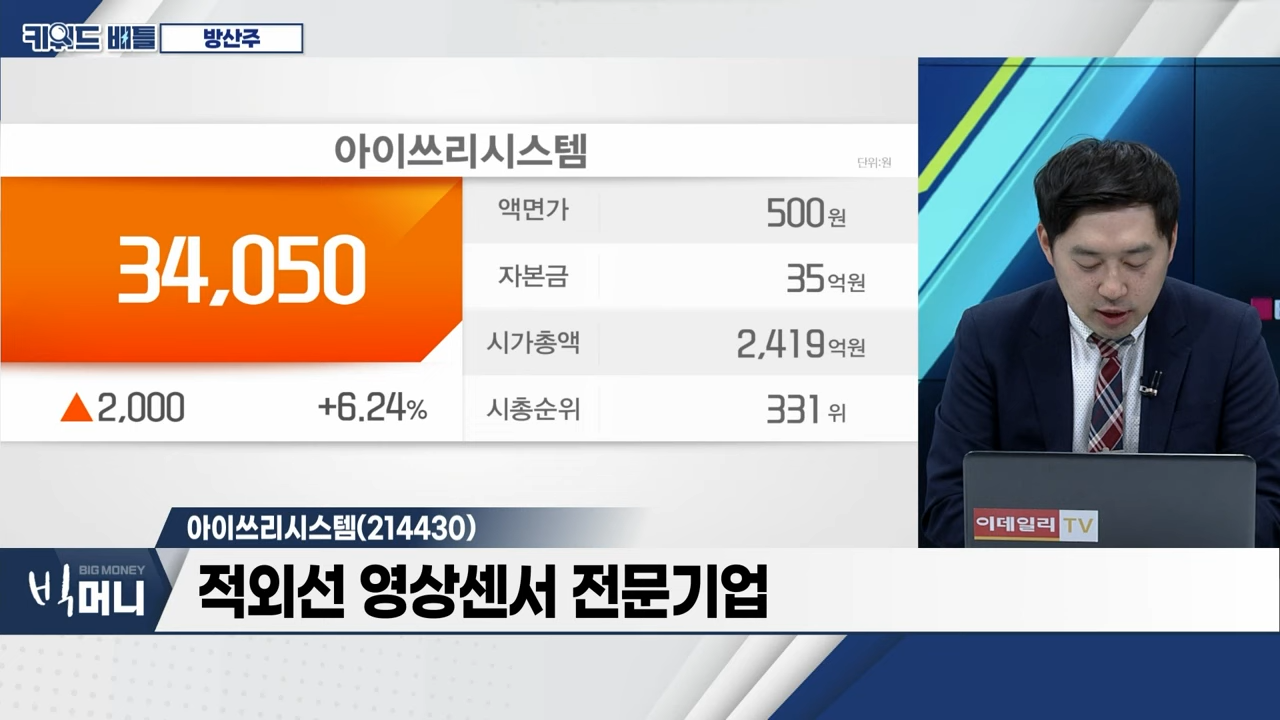 키워드 배틀 방산주
아이쓰리시스템
단위:원
34,050
▲2,000 +6.24%
액면가 500원
자본금 35억원
시가총액 2,419억원
시총순위 331위
이데일리TV
아이쓰리시스템(214430)
BIG MONEY
빅머니
적외선 영상센서 전문기업